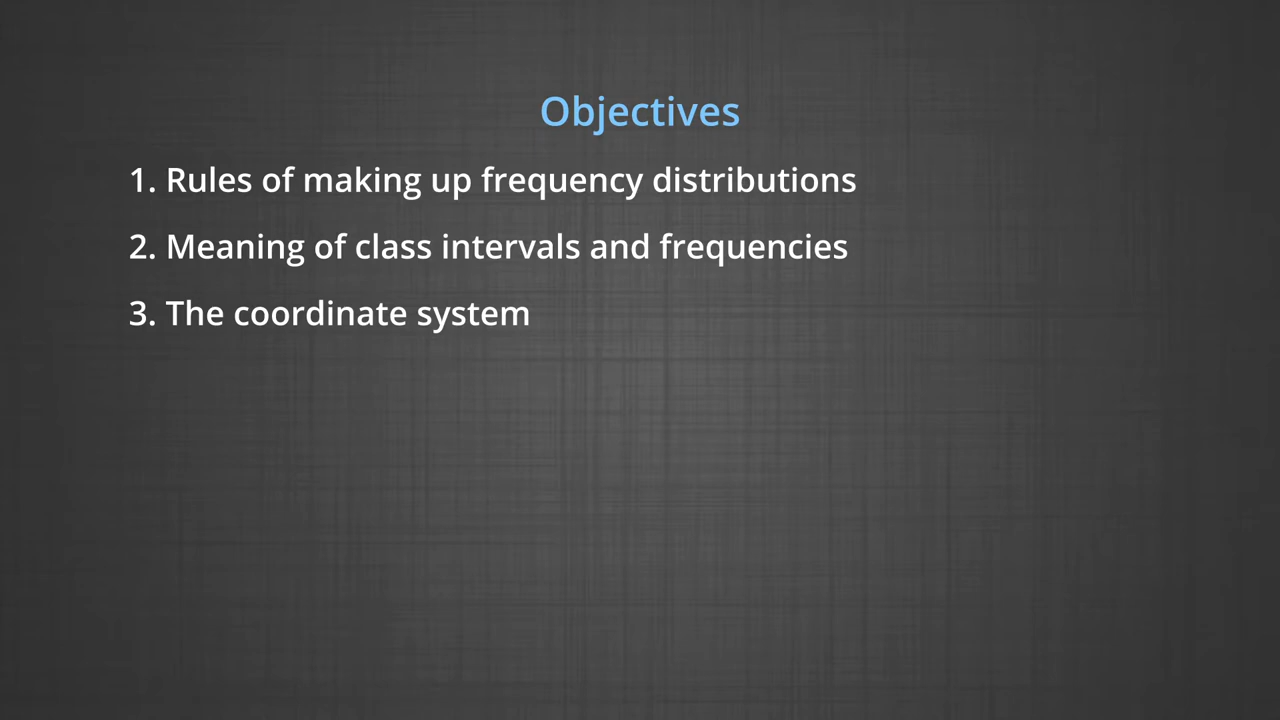 Objectives
1. Rules of making up frequency distributions
2. Meaning of class intervals and frequencies
3. The coordinate system